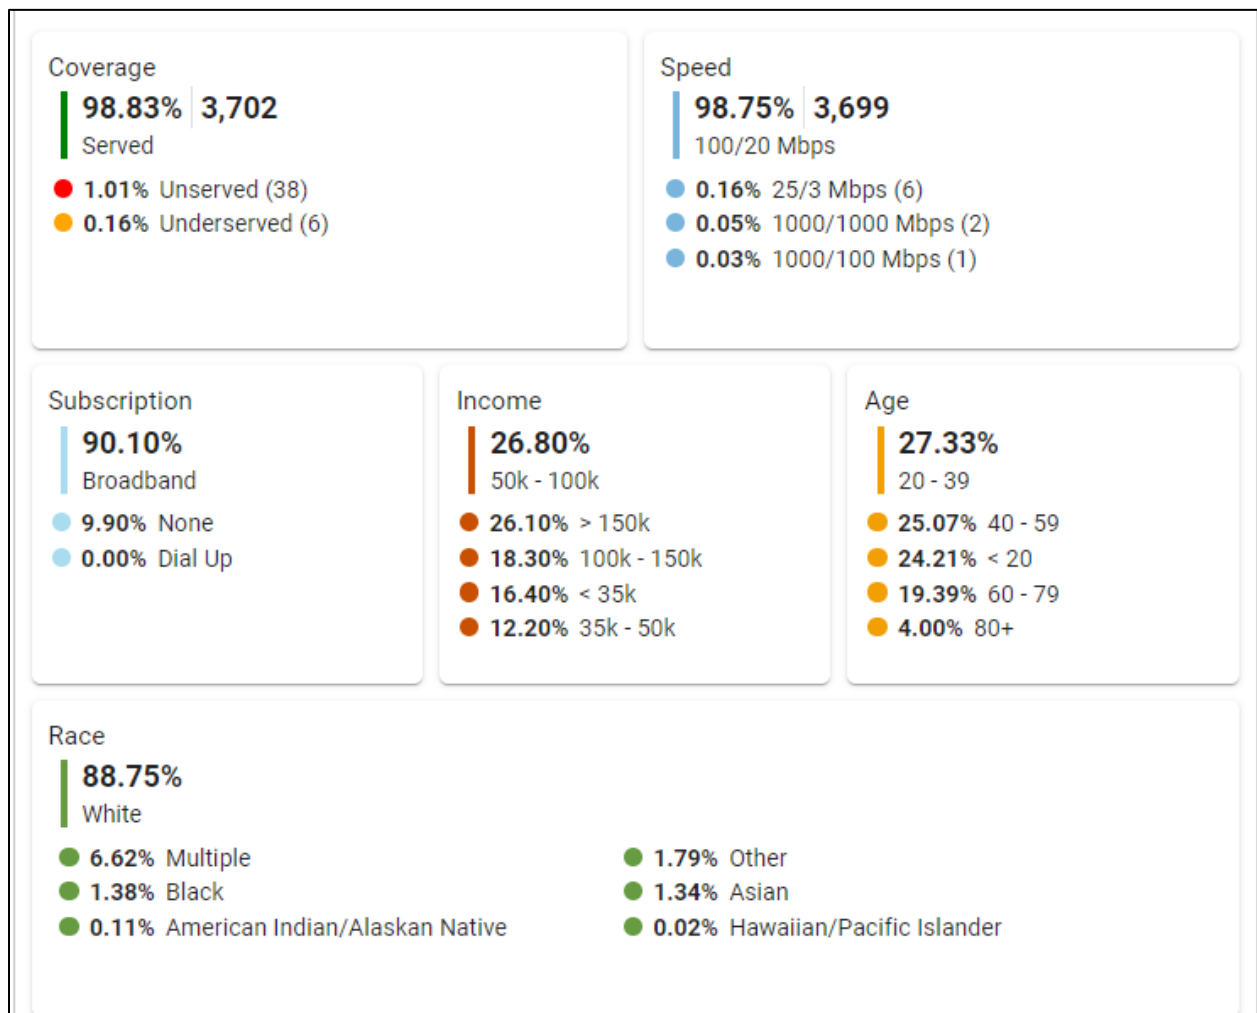 Coverage
98.83% 3,702
Served
1.01% Unserved (38)
0.16% Underserved (6)
Speed
98.75% 3,699
100/20 Mbps
0.16% 25/3 Mbps (6)
0.05% 1000/1000 Mbps (2)
0.03% 1000/100 Mbps (1)
Subscription
90.10%
Broadband
9.90% None
0.00% Dial Up
Income
26.80%
50k - 100k
26.10% > 150k
18.30% 100k - 150k
16.40% < 35k
12.20% 35k - 50k
Age
27.33%
20 - 39
25.07% 40 - 59
24.21% < 20
19.39% 60 - 79
4.00% 80+
Race
88.75%
White
6.62% Multiple
1.38% Black
0.11% American Indian/Alaskan Native
1.79% Other
1.34% Asian
0.02% Hawaiian/Pacific Islander